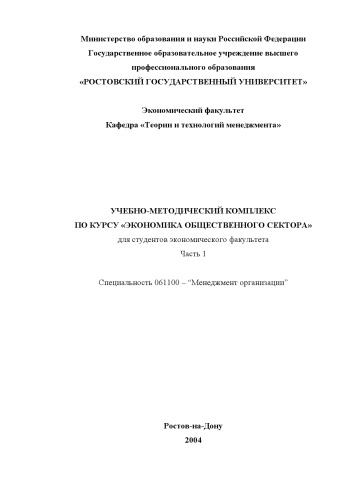 Министерство образования и науки Российской Федерации
Государственное образовательное учреждение высшего
профессионального образования
«РОСТОВСКИЙ ГОСУДАРСТВЕННЫЙ УНИВЕРСИТЕТ»
Экономический факультет
Кафедра «Теории и технологий менеджмента»
УЧЕБНО-МЕТОДИЧЕСКИЙ КОМПЛЕКС
ПО КУРСУ «ЭКОНОМИКА ОБЩЕСТВЕННОГО СЕКТОРА»
для студентов экономического факультета
Часть 1
Специальность 061100 – “Менеджмент организации”
Ростов-на-Дону
2004